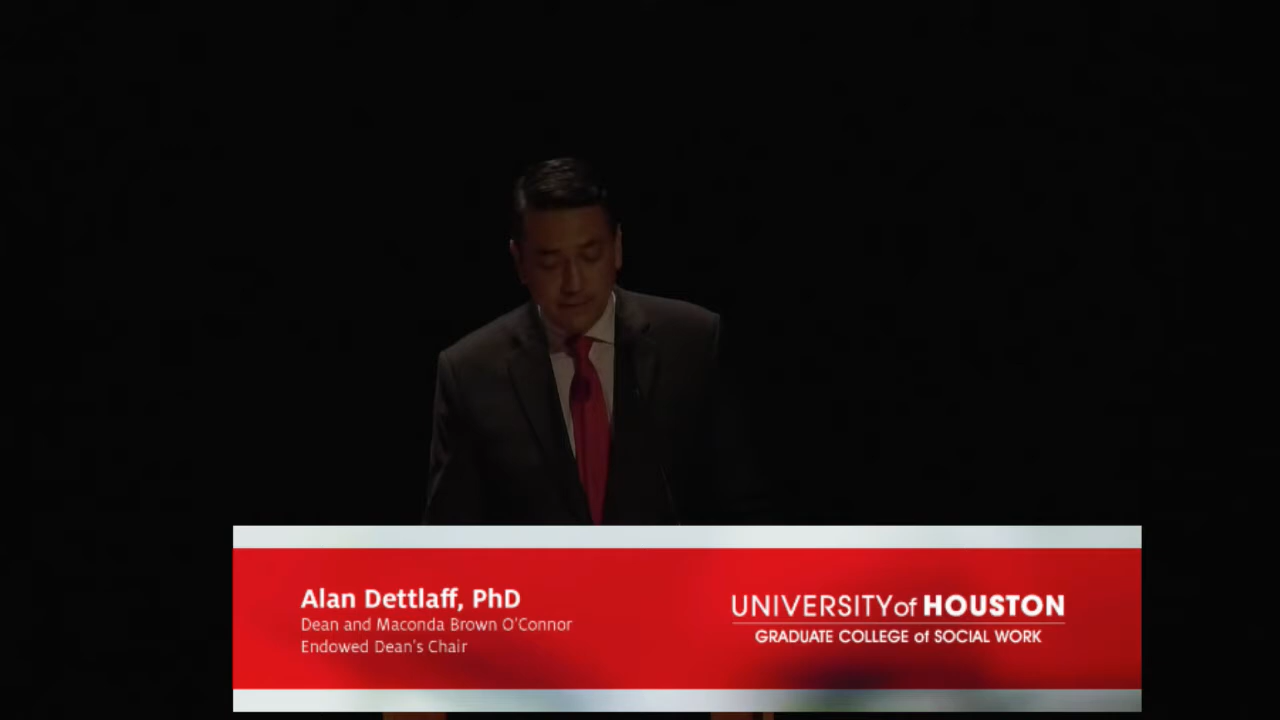 Alan Dettlaff, PhD
Dean and Maconda Brown O'Connor
Endowed Dean's Chair
UNIVERSITY of HOUSTON
GRADUATE COLLEGE of SOCIAL WORK